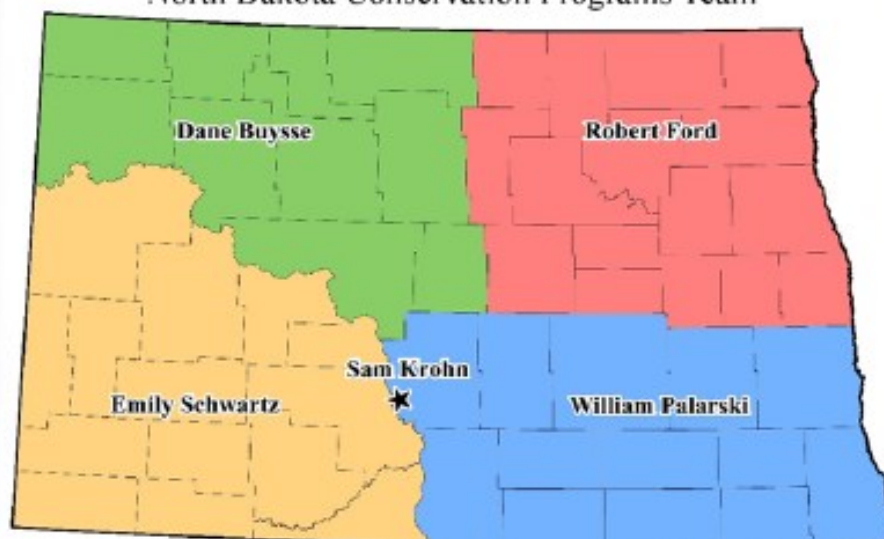 North Dakota Conservation Programs Team
Dane Buysse
Robert Ford
Sam Krohn
Emily Schwartz
William Palarski